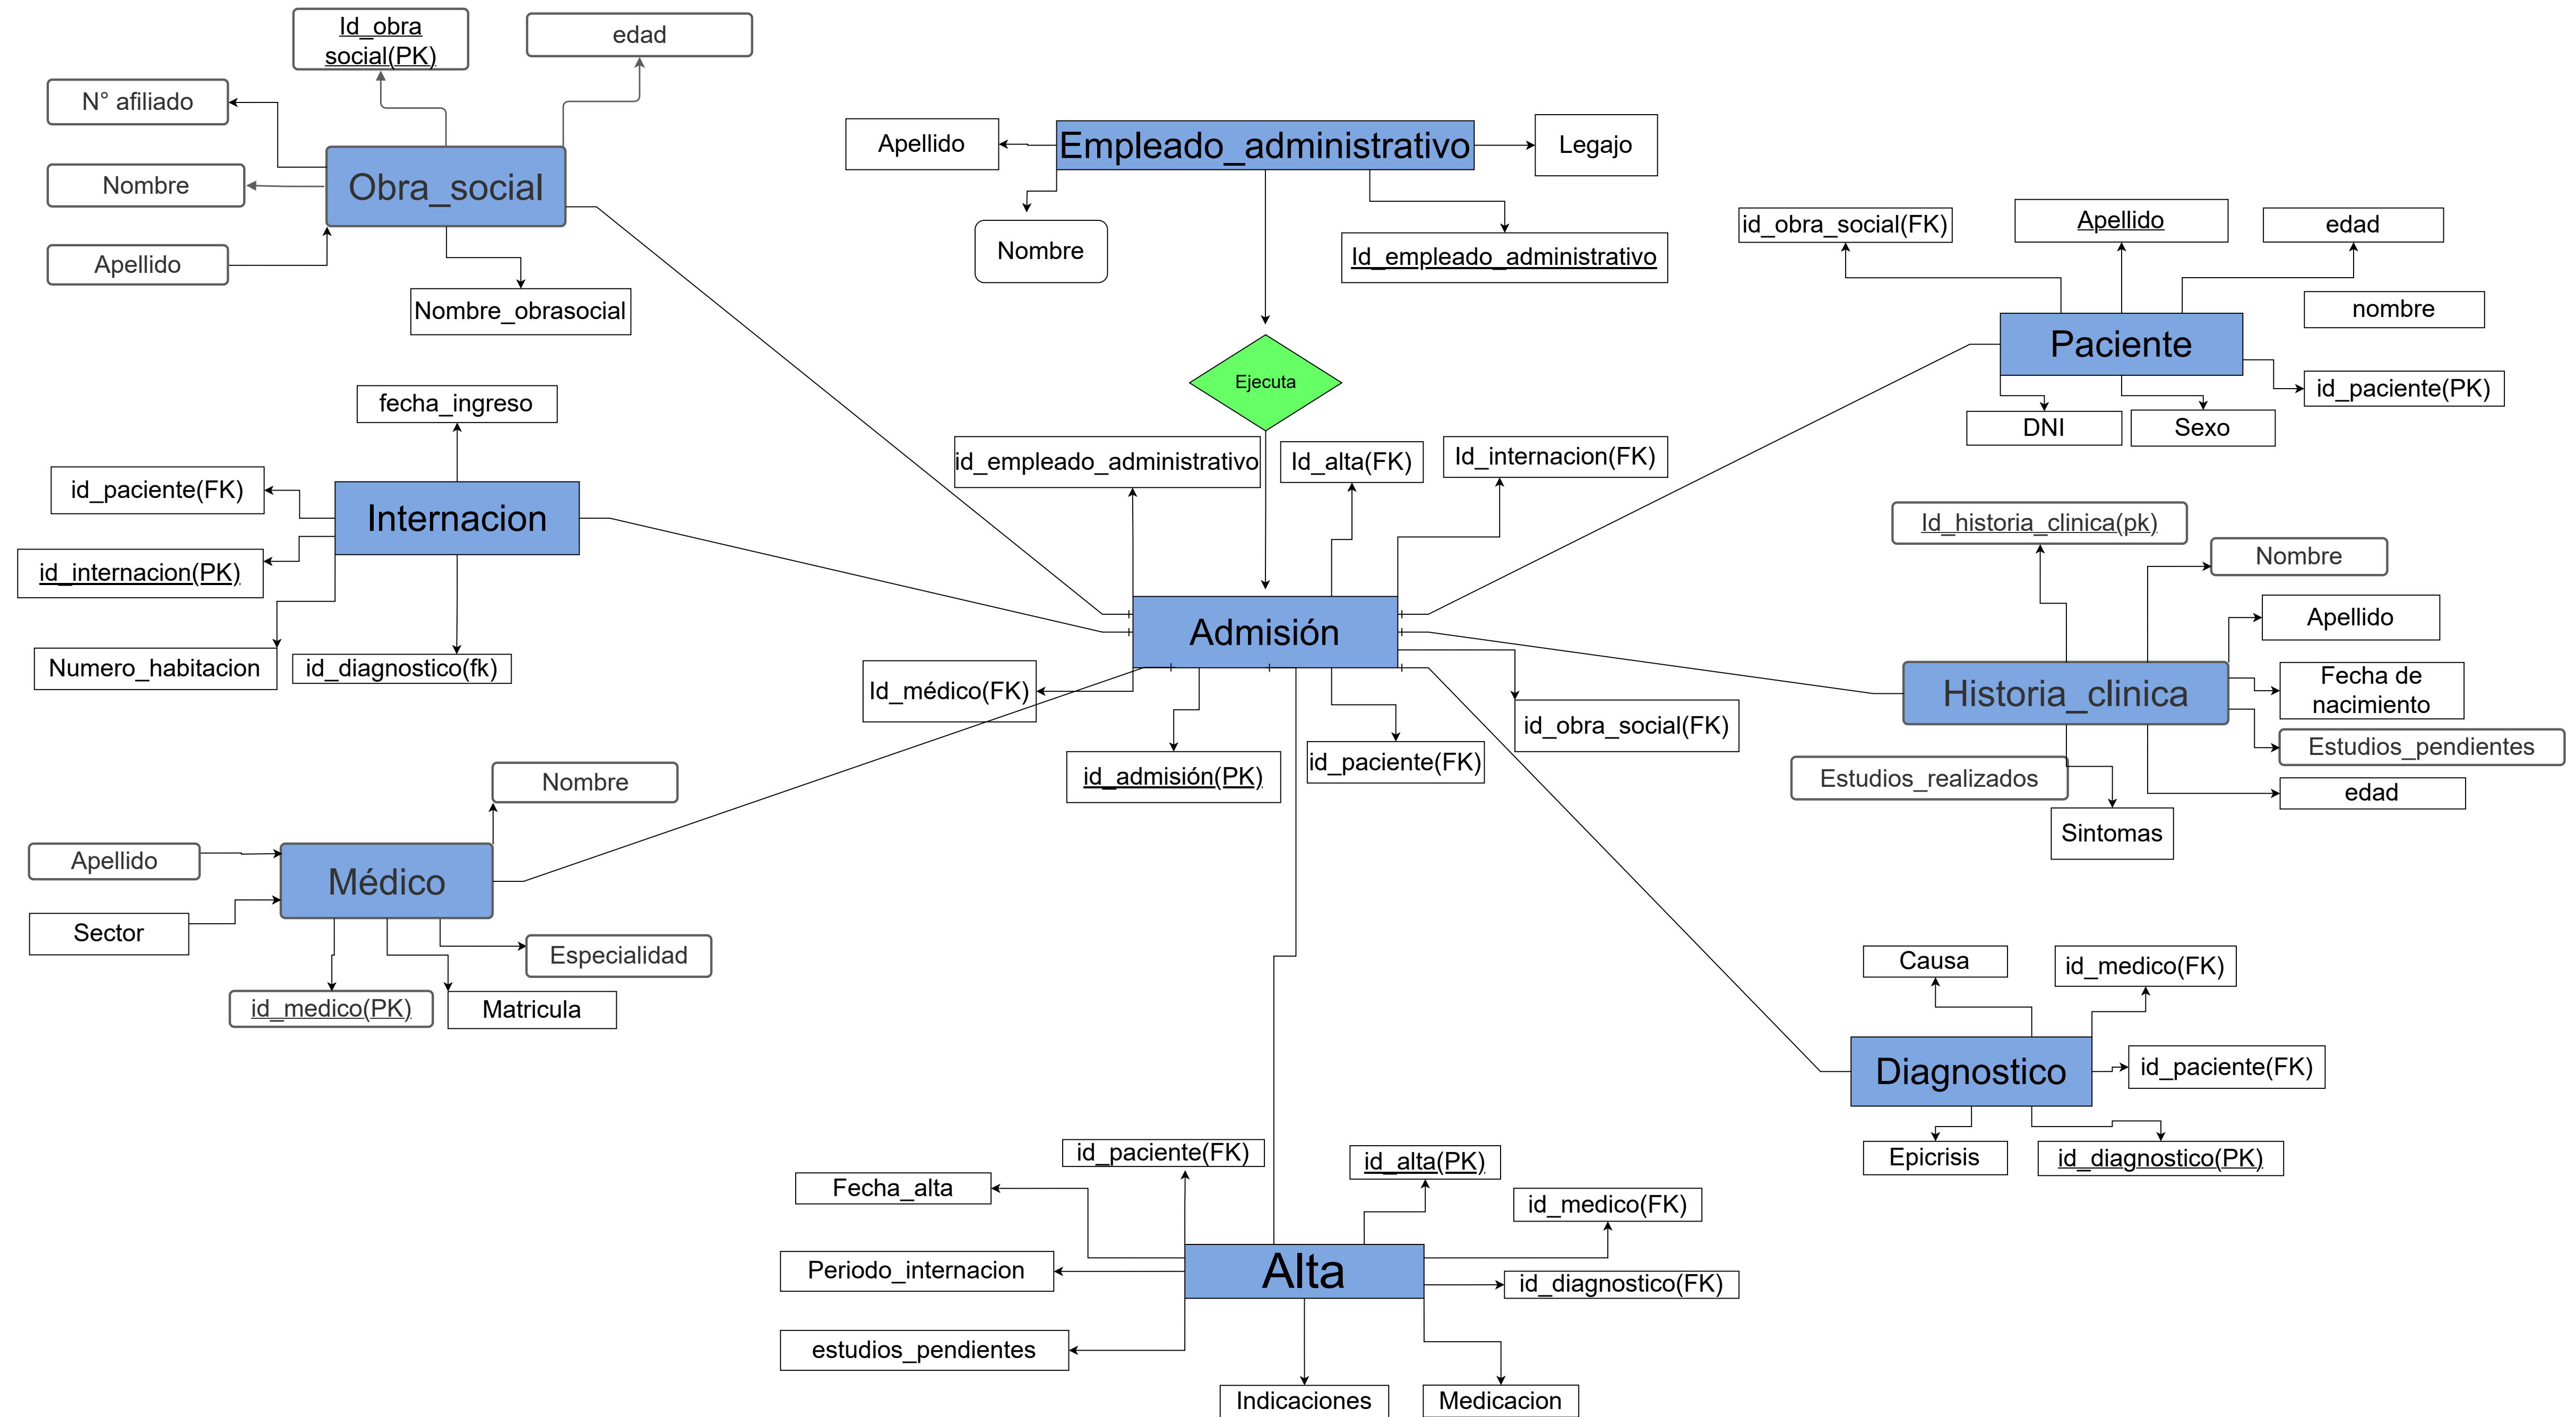 Id_obra
social(PK)
edad
N° afiliado
Nombre
Obra_social
Apellido
Nombre_obrasocial
Apellido
Empleado_administrativo
Legajo
Nombre
Id_empleado_administrativo
Ejecuta
id_obra_social(FK)
Apellido
edad
nombre
Paciente
id_paciente(PK)
DNI
Sexo
fecha_ingreso
id_paciente(FK)
Internacion
id_internacion(PK)
Numero_habitacion
id_diagnostico(fk)
id_empleado_administrativo
Id_alta(FK)
Id_internacion(FK)
Admisión
Id_médico(FK)
id_admisión(PK)
id_paciente(FK)
id_obra_social(FK)
Id_historia_clinica(pk)
Nombre
Apellido
Historia_clinica
Fecha de
nacimiento
Estudios_pendientes
Estudios_realizados
edad
Sintomas
Nombre
Apellido
Médico
Sector
Especialidad
id_medico(PK)
Matricula
Causa
id_medico(FK)
Diagnostico
id_paciente(FK)
Epicrisis
id_diagnostico(PK)
id_paciente(FK)
id_alta(PK)
Fecha_alta
id_medico(FK)
Periodo_internacion
Alta
id_diagnostico(FK)
estudios_pendientes
Indicaciones
Medicacion